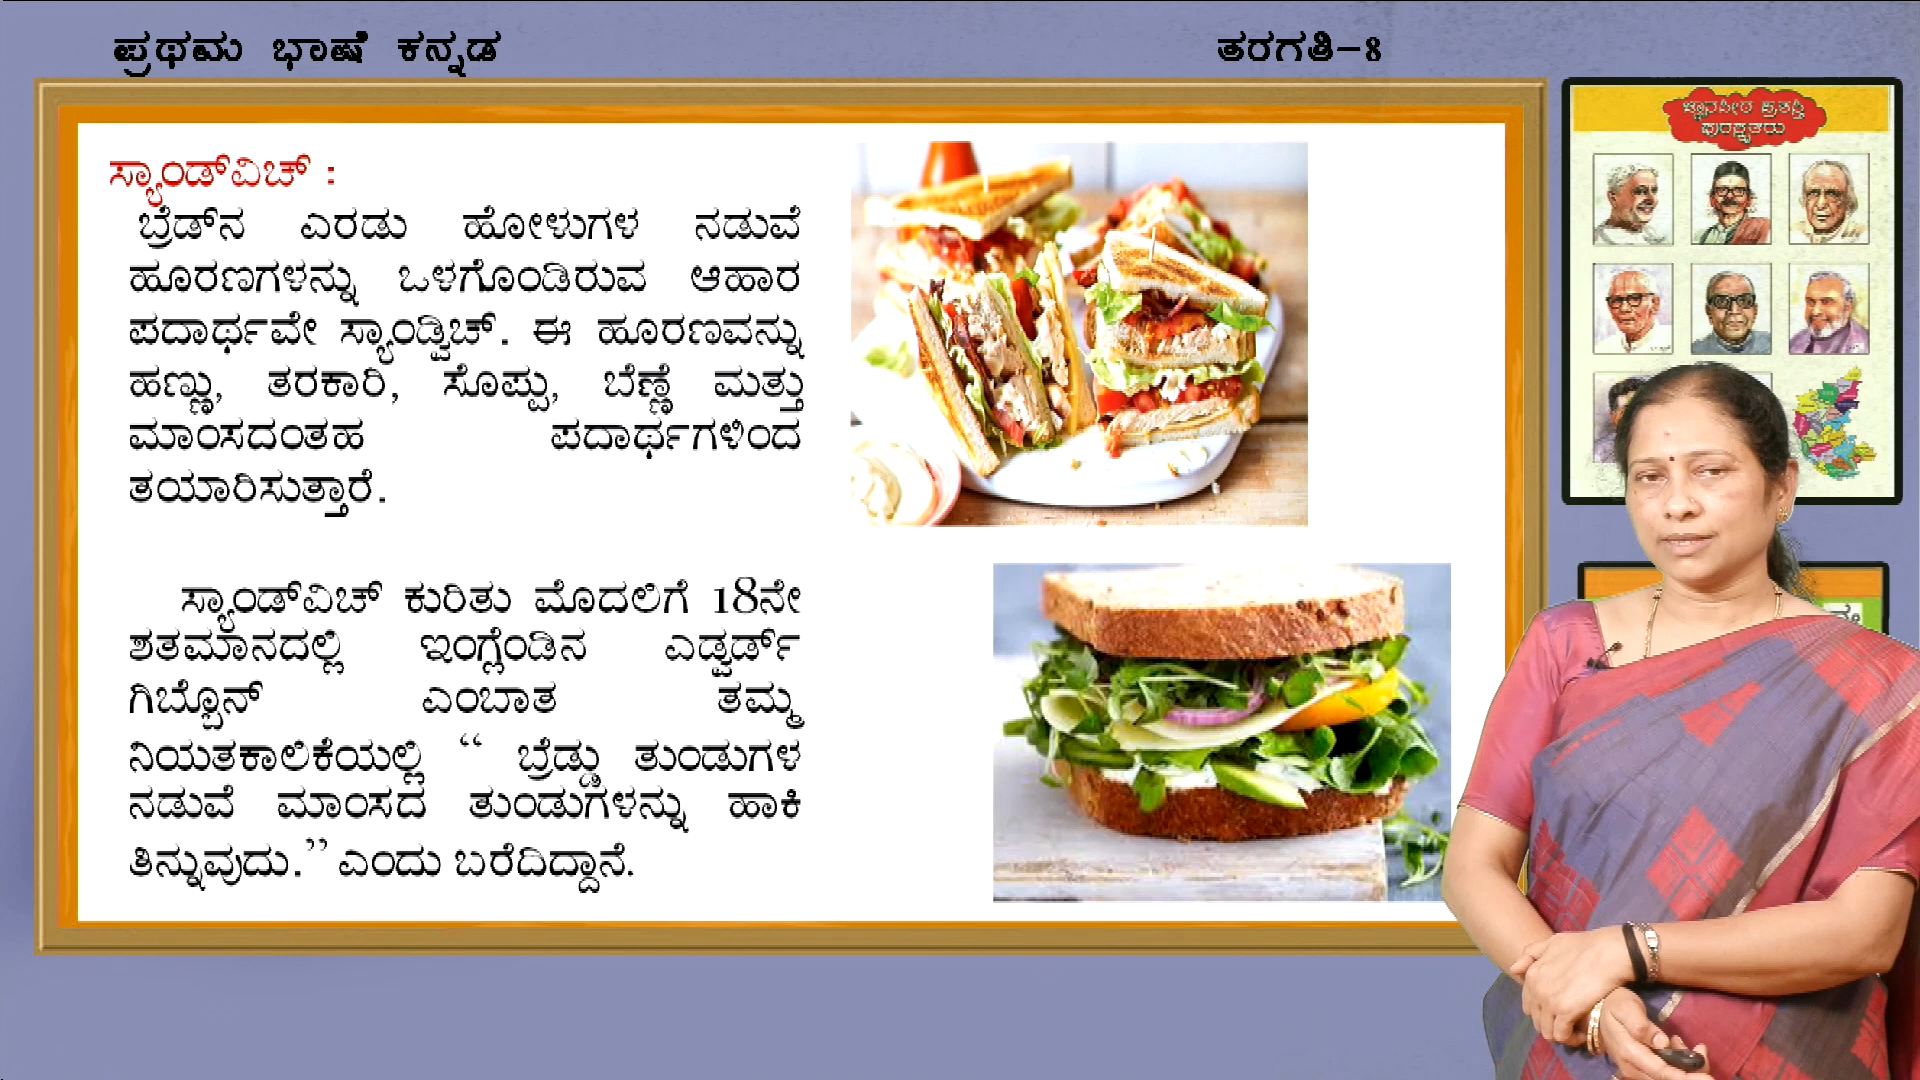 ಪ್ರಥಮ ಭಾಷೆ ಕನ್ನಡ
ತರಗತಿ-8
ಸ್ಯಾಂಡ್‌ವಿಚ್ :
ಬ್ರೆಡ್‌ನ ಎರಡು ಹೋಳುಗಳ ನಡುವೆ
ಹೂರಣಗಳನ್ನು ಒಳಗೊಂಡಿರುವ ಆಹಾರ
ಪದಾರ್ಥವೇ ಸ್ಯಾಂಡ್ವಿಚ್. ಈ ಹೂರಣವನ್ನು
ಹಣ್ಣು, ತರಕಾರಿ, ಸೊಪ್ಪು, ಬೆಣ್ಣೆ ಮತ್ತು
ಮಾಂಸದಂತಹ ಪದಾರ್ಥಗಳಿಂದ
ತಯಾರಿಸುತ್ತಾರೆ.
ಸ್ಯಾಂಡ್‌ವಿಚ್ ಕುರಿತು ಮೊದಲಿಗೆ 18ನೇ
ಶತಮಾನದಲ್ಲಿ ಇಂಗ್ಲೆಂಡಿನ ಎಡ್ವರ್ಡ್
ಗಿಬ್ಬೊನ್ ಎಂಬಾತ ತಮ್ಮ
ನಿಯತಕಾಲಿಕೆಯಲ್ಲಿ “ ಬ್ರೆಡ್ಡು ತುಂಡುಗಳ
ನಡುವೆ ಮಾಂಸದ ತುಂಡುಗಳನ್ನು ಹಾಕಿ
ತಿನ್ನುವುದು.” ಎಂದು ಬರೆದಿದ್ದಾನೆ.
ಜ್ಞಾನಪೀಠ ಪ್ರಶಸ್ತಿ
ಪುರಸ್ಕೃತರು